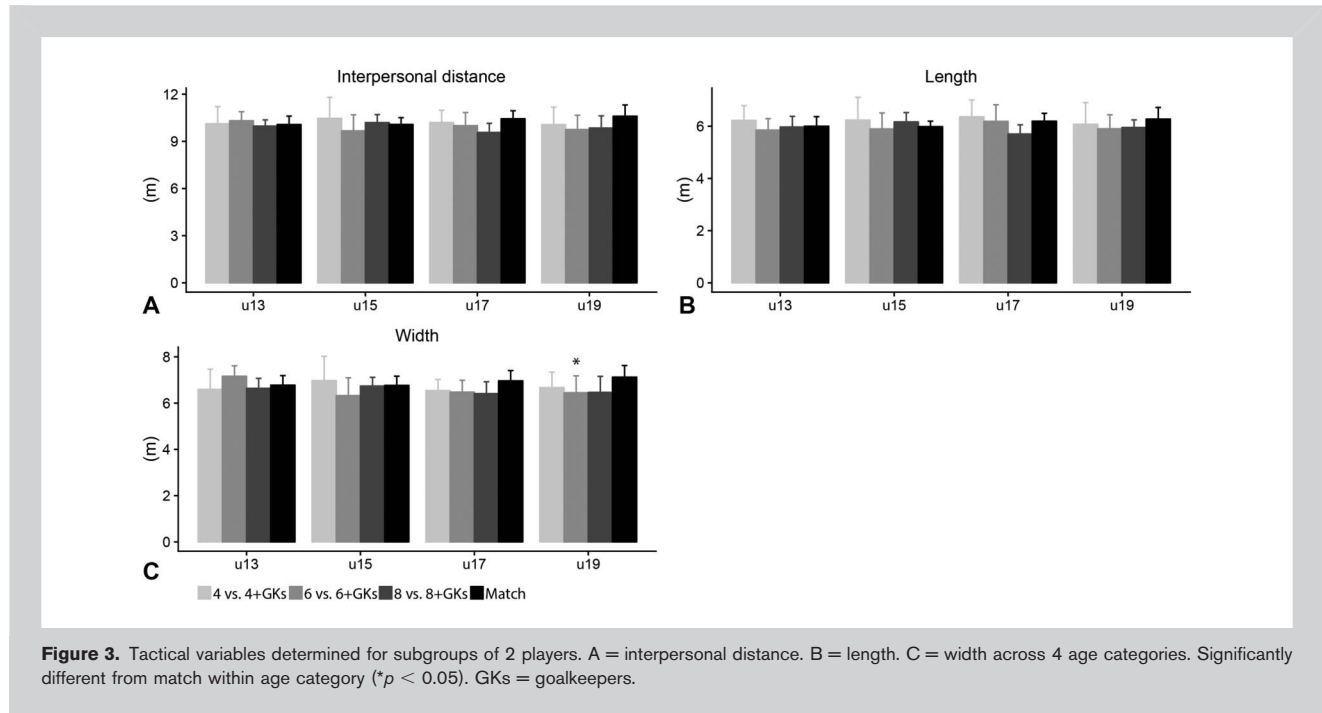 Interpersonal distance
12
9
6
3
0
(m)
A
u13 u15 u17 u19
Length
6
4
2
0
(m)
B
u13 u15 u17 u19
Width
*
8
6
4
2
0
(m)
C
u13 u15 u17 u19
4 vs. 4+GKs 6 vs. 6+GKs 8 vs. 8+GKs Match
Figure 3. Tactical variables determined for subgroups of 2 players. A = interpersonal distance. B = length. C = width across 4 age categories. Significantly
different from match within age category (*p < 0.05). GKs = goalkeepers.